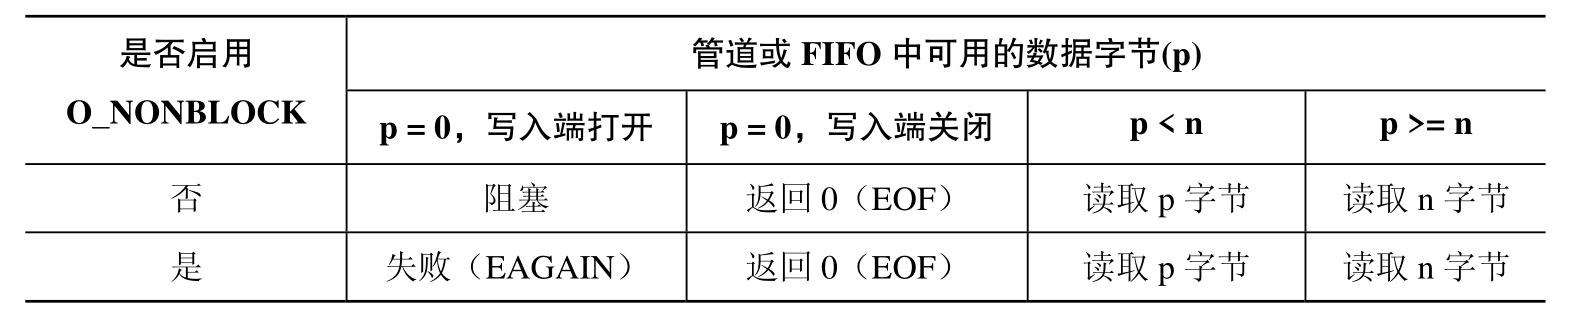 是否启用
O_NONBLOCK
管道或 FIFO 中可用的数据字节(p)
p = 0，写入端打开 p = 0，写入端关闭 p < n p >= n
否 阻塞 返回 0（EOF） 读取 p 字节 读取 n 字节
是 失败（EAGAIN） 返回 0（EOF） 读取 p 字节 读取 n 字节